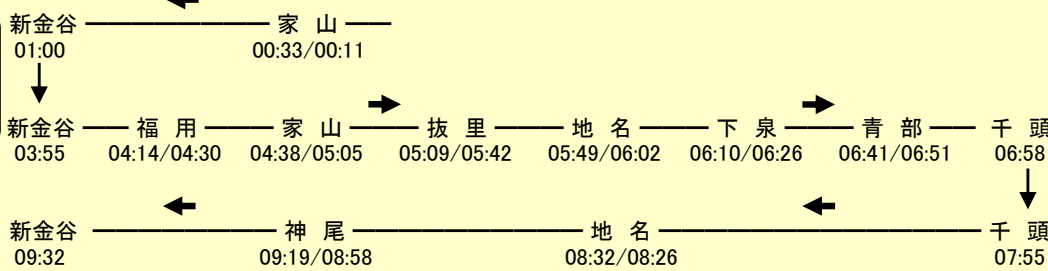 新金谷 家 山
01:00 00:33/00:11
新金谷 福 用 家 山 抜 里 地 名 下 泉 青 部 千 頭
03:55 04:14/04:30 04:38/05:05 05:09/05:42 05:49/06:02 06:10/06:26 06:41/06:51 06:58
新金谷 神 尾 地 名 千 頭
09:32 09:19/08:58 08:32/08:26 07:55